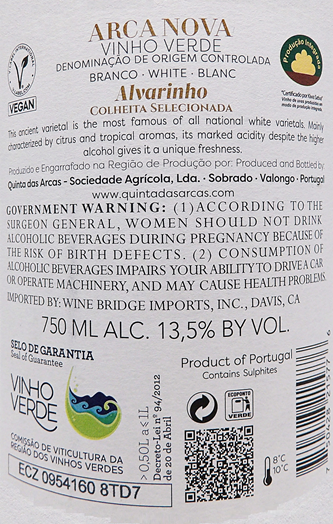 ARCA NOVA
VINHO VERDE
DENOMINAÇÃO DE ORIGEM CONTROLADA
BRANCO · WHITE · BLANC
Alvarinho
COLHEITA SELECIONADA
VEGAN
Produção Integrada
This ancient varietal is the most famous of all national white varietals. Mainly
characterized by citrus and tropical aromas, its marked acidity despite the higher
alcohol gives it a unique freshness.
Produzido e Engarrafado na Região de Produção por: Produced and Bottled by
Quinta das Arcas - Sociedade Agrícola, Lda. · Sobrado · Valongo · Portugal
www.quintadasarcas.com
GOVERNMENT WARNING: (1) ACCORDING TO THE
SURGEON GENERAL, WOMEN SHOULD NOT DRINK
ALCOHOLIC BEVERAGES DURING PREGNANCY BECAUSE OF
THE RISK OF BIRTH DEFECTS. (2) CONSUMPTION OF
ALCOHOLIC BEVERAGES IMPAIRS YOUR ABILITY TO DRIVE A CAR
OR OPERATE MACHINERY, AND MAY CAUSE HEALTH PROBLEMS.
IMPORTED BY: WINE BRIDGE IMPORTS, INC., DAVIS, CA
750 ML ALC. 13,5% BY VOL.
SELO DE GARANTIA
Seal of Guarantee
VINHO
VERDE
COMISSÃO DE VITICULTURA DA
REGIÃO DOS VINHOS VERDES
ECZ 0954160 8TD7
> 0,50L a ≤ 1L
Decreto-Lei nº 94/2012
de 20 de Abril
Product of Portugal
Contains Sulphites
ECOPONTO
VERDE
8°C
10°C